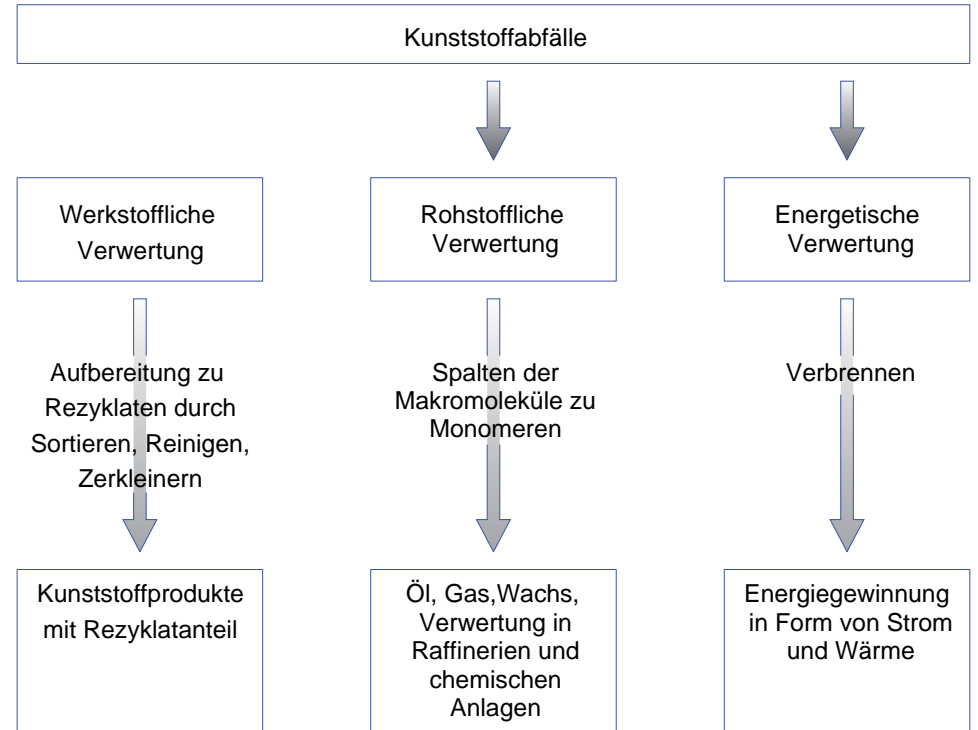 Kunststoffabfälle
Werkstoffliche
Verwertung
Rohstoffliche
Verwertung
Energetische
Verwertung
Aufbereitung zu
Rezyklaten durch
Sortieren, Reinigen,
Zerkleinern
Spalten der
Makromoleküle zu
Monomeren
Verbrennen
Kunststoffprodukte
mit Rezyklatanteil
Öl, Gas,Wachs,
Verwertung in
Raffinerien und
chemischen
Anlagen
Energiegewinnung
in Form von Strom
und Wärme